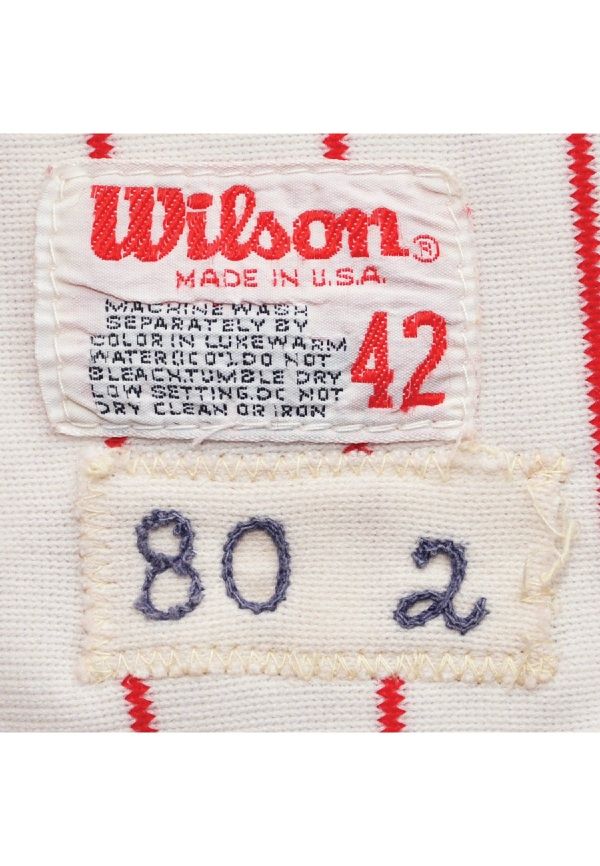 Wilson®
MADE IN U.S.A.
MACHINE WASH
SEPARATELY BY
COLOR IN LUKEWARM
WATER(100°).DO NOT
BLEACH.TUMBLE DRY
LOW SETTING.DO NOT
DRY CLEAN OR IRON
42
80 2